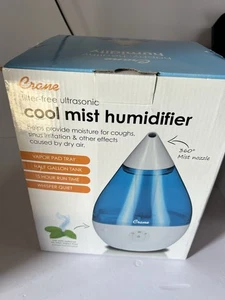 Crane
filter-free ultrasonic
cool mist humidifier
helps provide moisture for coughs,
sinus irritation & other effects
caused by dry air.
VAPOR PAD TRAY
HALF GALLON TANK
WHISPER QUIET
360°
Mist nozzle
Crane